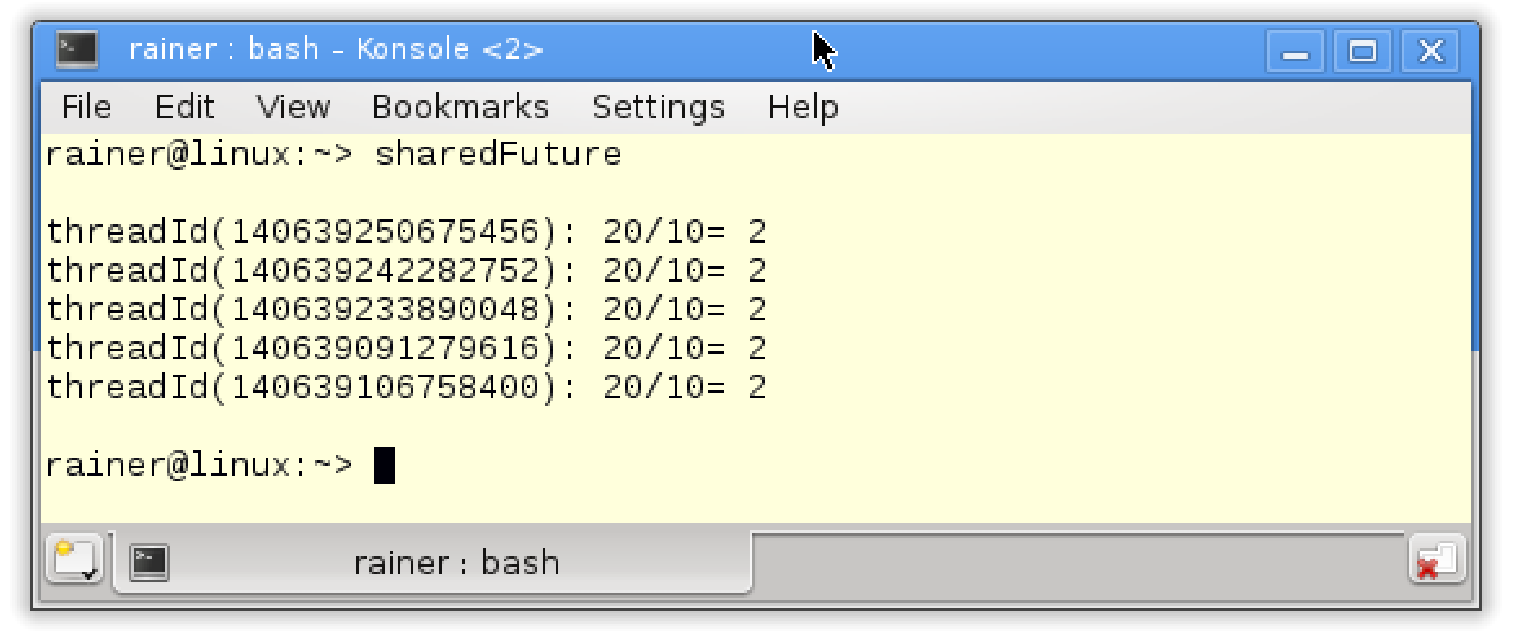 rainer : bash – Konsole <2>
File Edit View Bookmarks Settings Help
rainer@linux:~> sharedFuture
threadId(140639250675456): 20/10= 2
threadId(140639242282752): 20/10= 2
threadId(140639233890048): 20/10= 2
threadId(140639091279616): 20/10= 2
threadId(140639106758400): 20/10= 2
rainer@linux:~>
rainer : bash